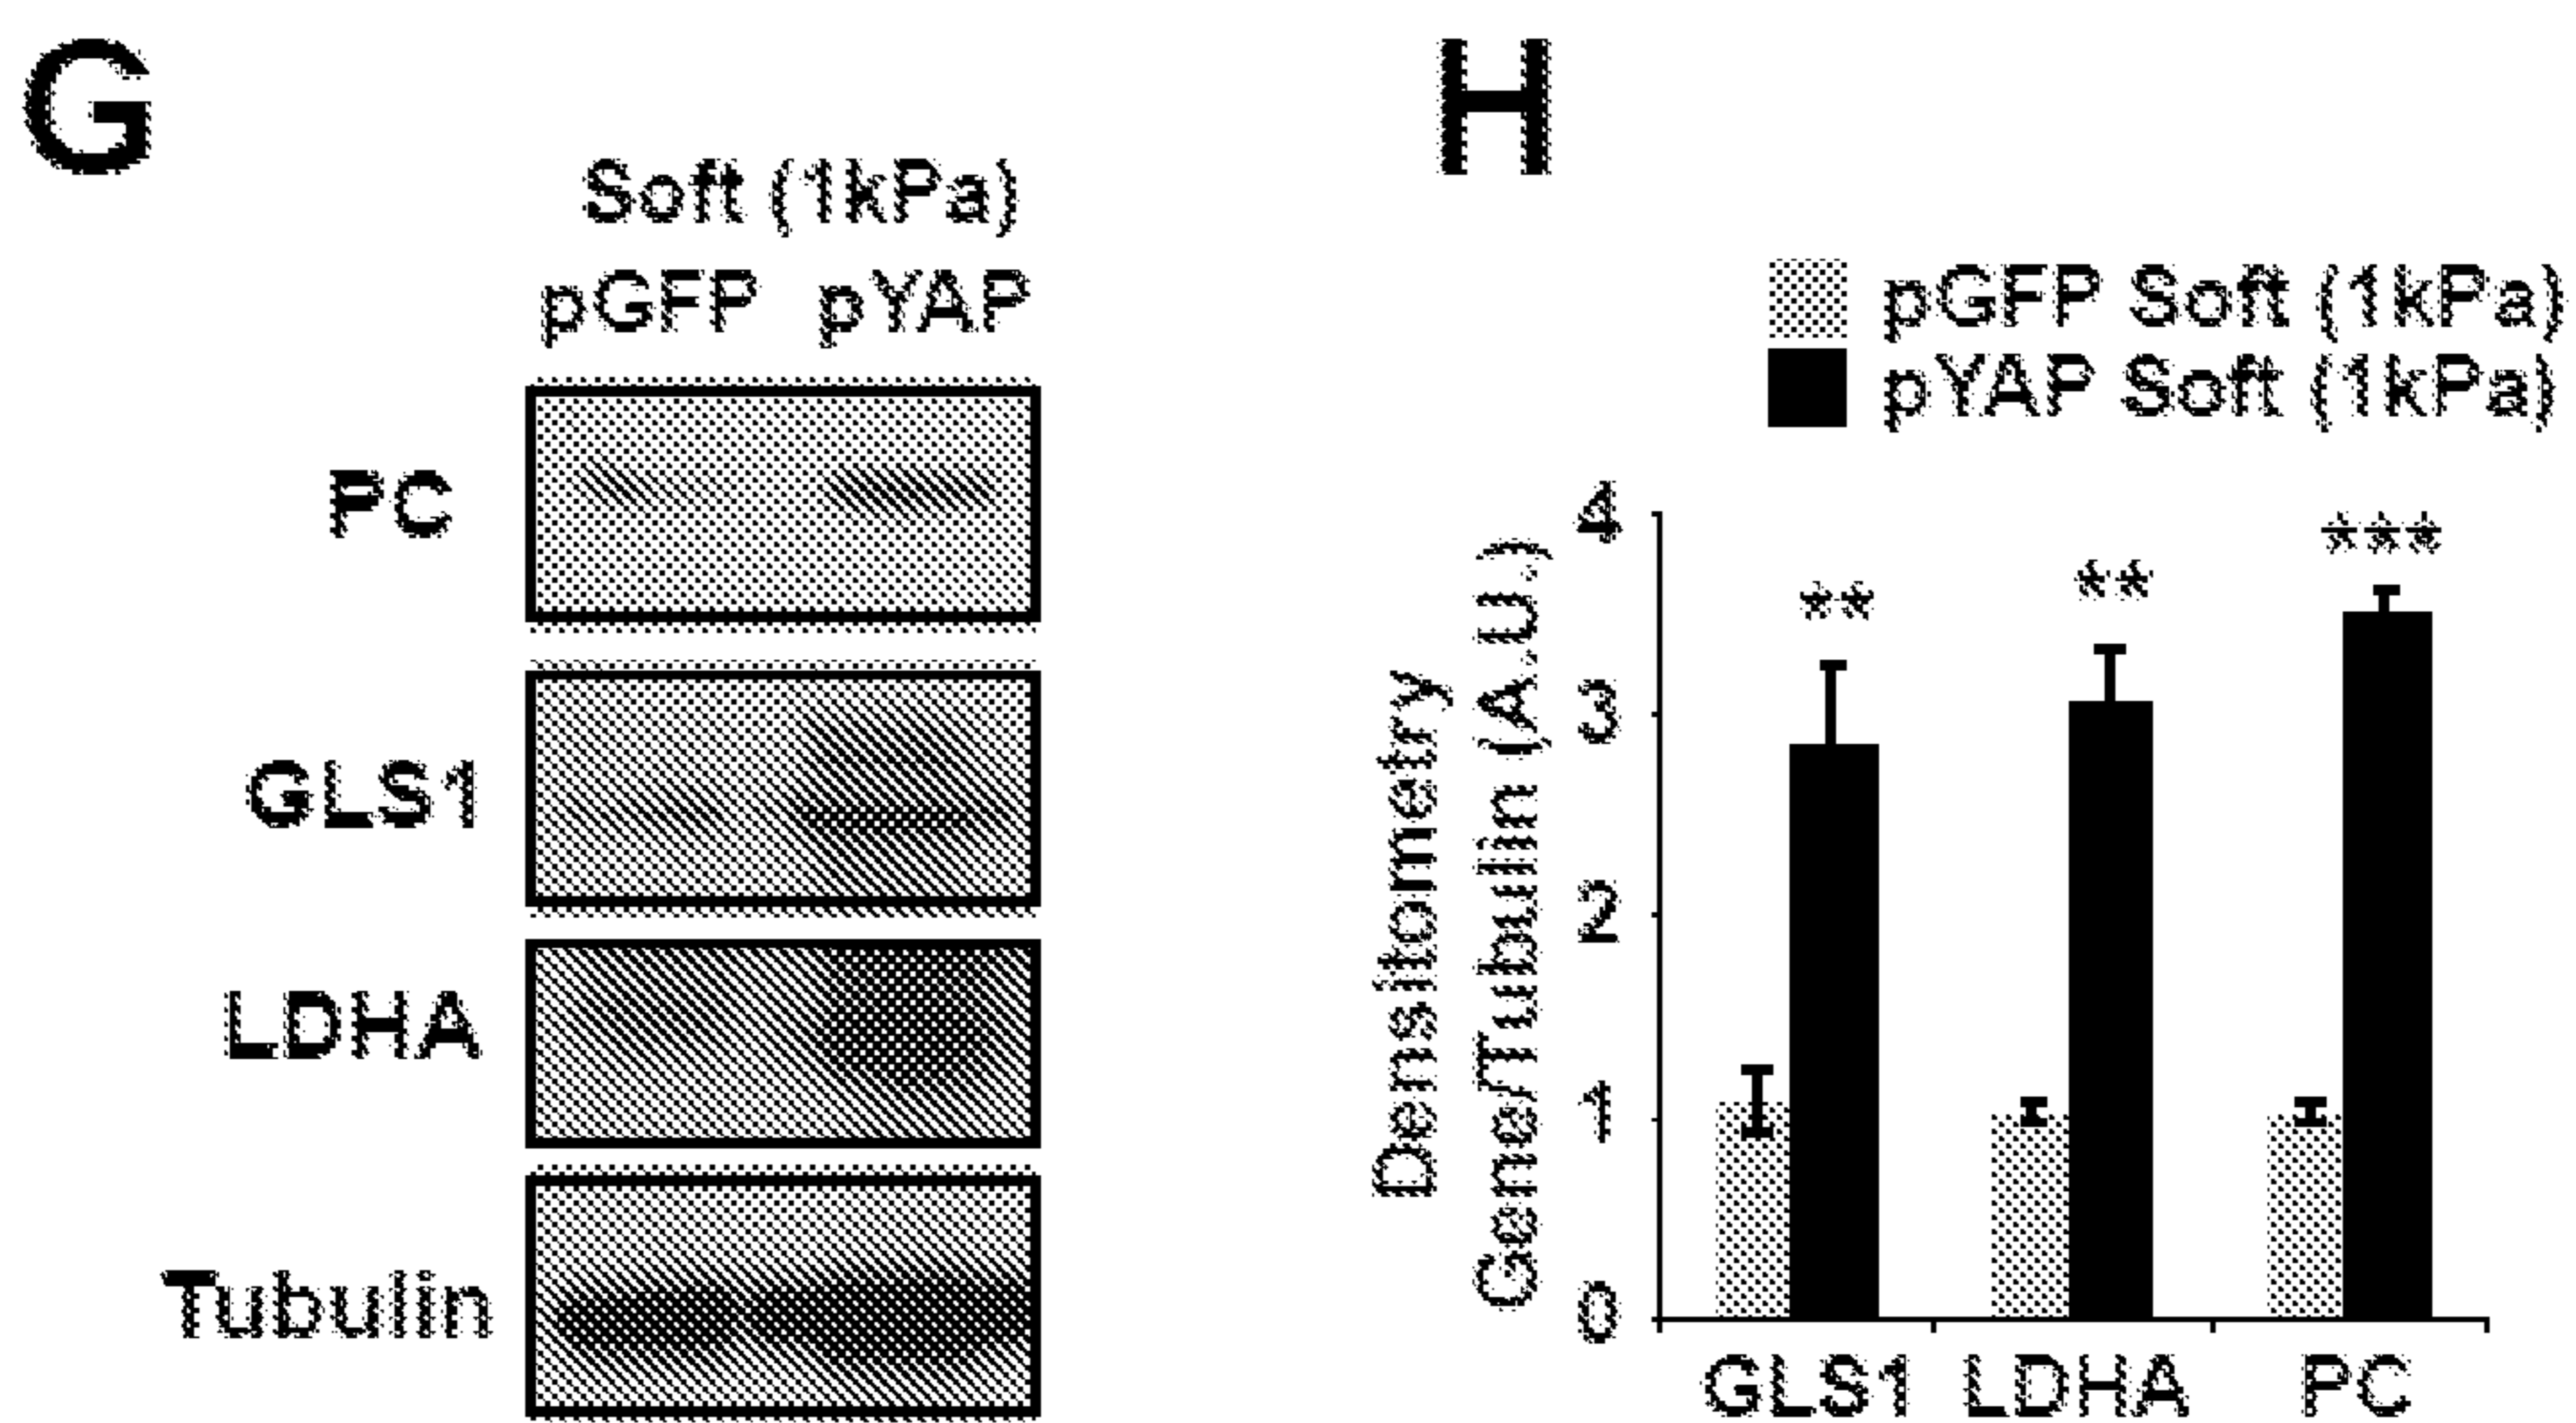 G
Soft (1kPa)
pGFP pYAP
PC
GLS1
LDHA
Tubulin
H
pGFP Soft (1kPa)
pYAP Soft (1kPa)
Densitometry
Gene/Tubulin (A.U.)
4
3
2
1
0
** ** ***
GLS1 LDHA PC